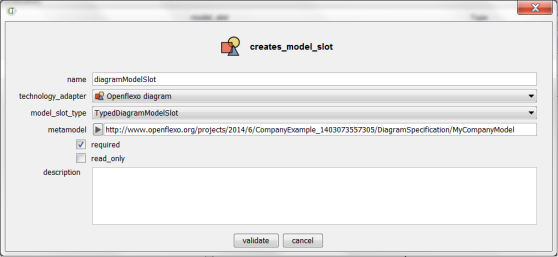 creates_model_slot
name diagramModelSlot
technology_adapter Openflexo diagram
model_slot_type TypedDiagramModelSlot
metamodel http://www.openflexo.org/projects/2014/6/CompanyExample_1403073557305/DiagramSpecification/MyCompanyModel
required
read_only
description
validate cancel